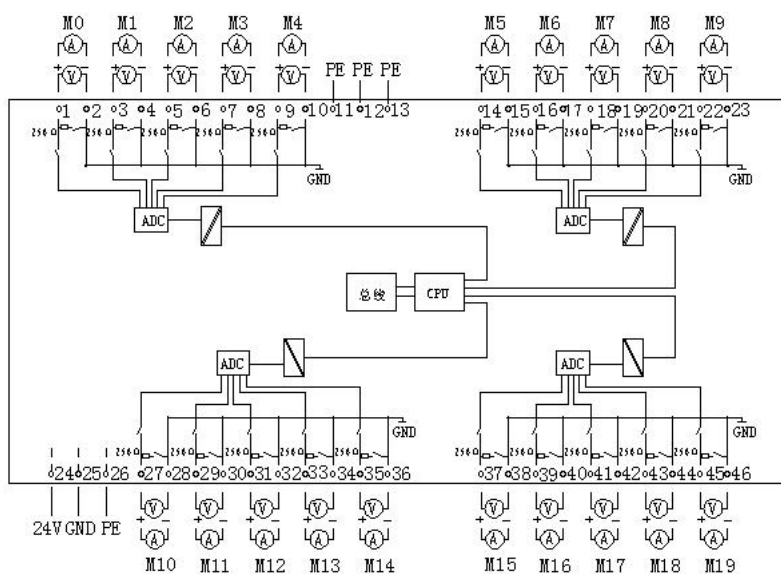 M0 M1 M2 M3 M4 M5 M6 M7 M8 M9
A A A A A A A A A A
PE PE PE
+ V - + V - + V - + V - + V - + V - + V - + V - + V - + V -
1 2 3 4 5 6 7 8 9 10 11 12 13 14 15 16 17 18 19 20 21 22 23
250Ω 250Ω 250Ω 250Ω 250Ω 250Ω 250Ω 250Ω 250Ω 250Ω
GND GND
ADC ADC
总线 CPU
ADC ADC
GND GND
250Ω 250Ω 250Ω 250Ω 250Ω 250Ω 250Ω 250Ω 250Ω 250Ω
24 25 26 27 28 29 30 31 32 33 34 35 36 37 38 39 40 41 42 43 44 45 46
24V GND PE
+ V - + V - + V - + V - + V - + V - + V - + V - + V - + V -
A A A A A A A A A A
M10 M11 M12 M13 M14 M15 M16 M17 M18 M19